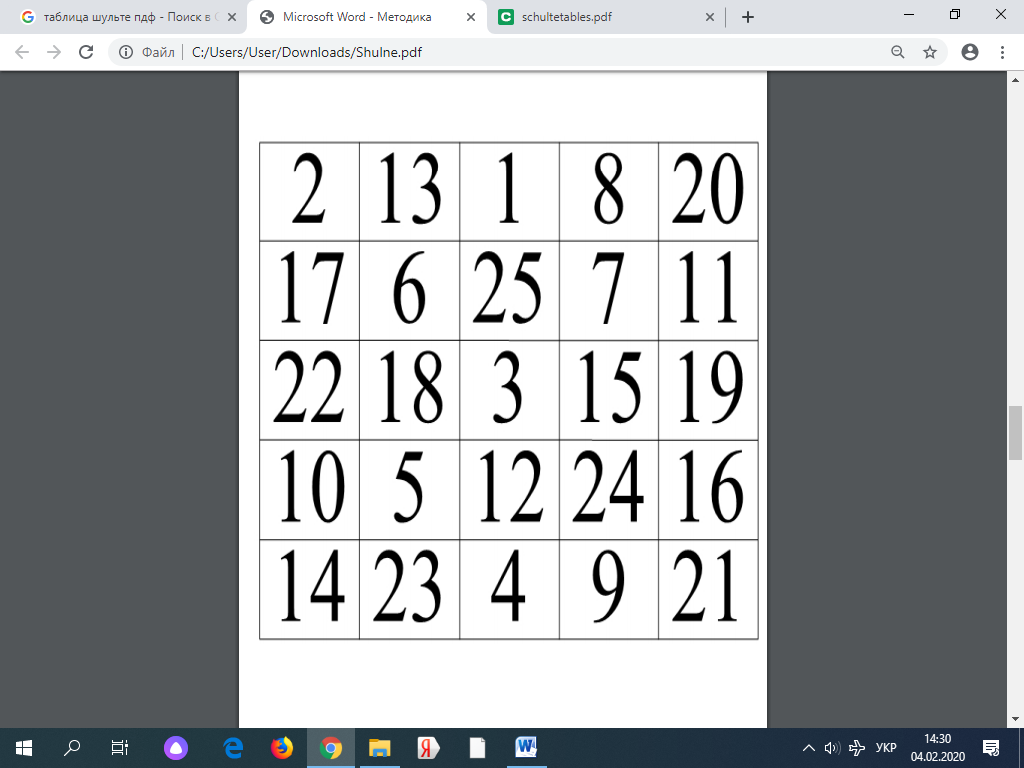 таблица шульте пдф - Поиск в G
Microsoft Word - Методика
schultetables.pdf
Файл
C:/Users/User/Downloads/Shulne.pdf
2 13 1 8 20
17 6 25 7 11
22 18 3 15 19
10 5 12 24 16
14 23 4 9 21
УКР
14:30
04.02.2020